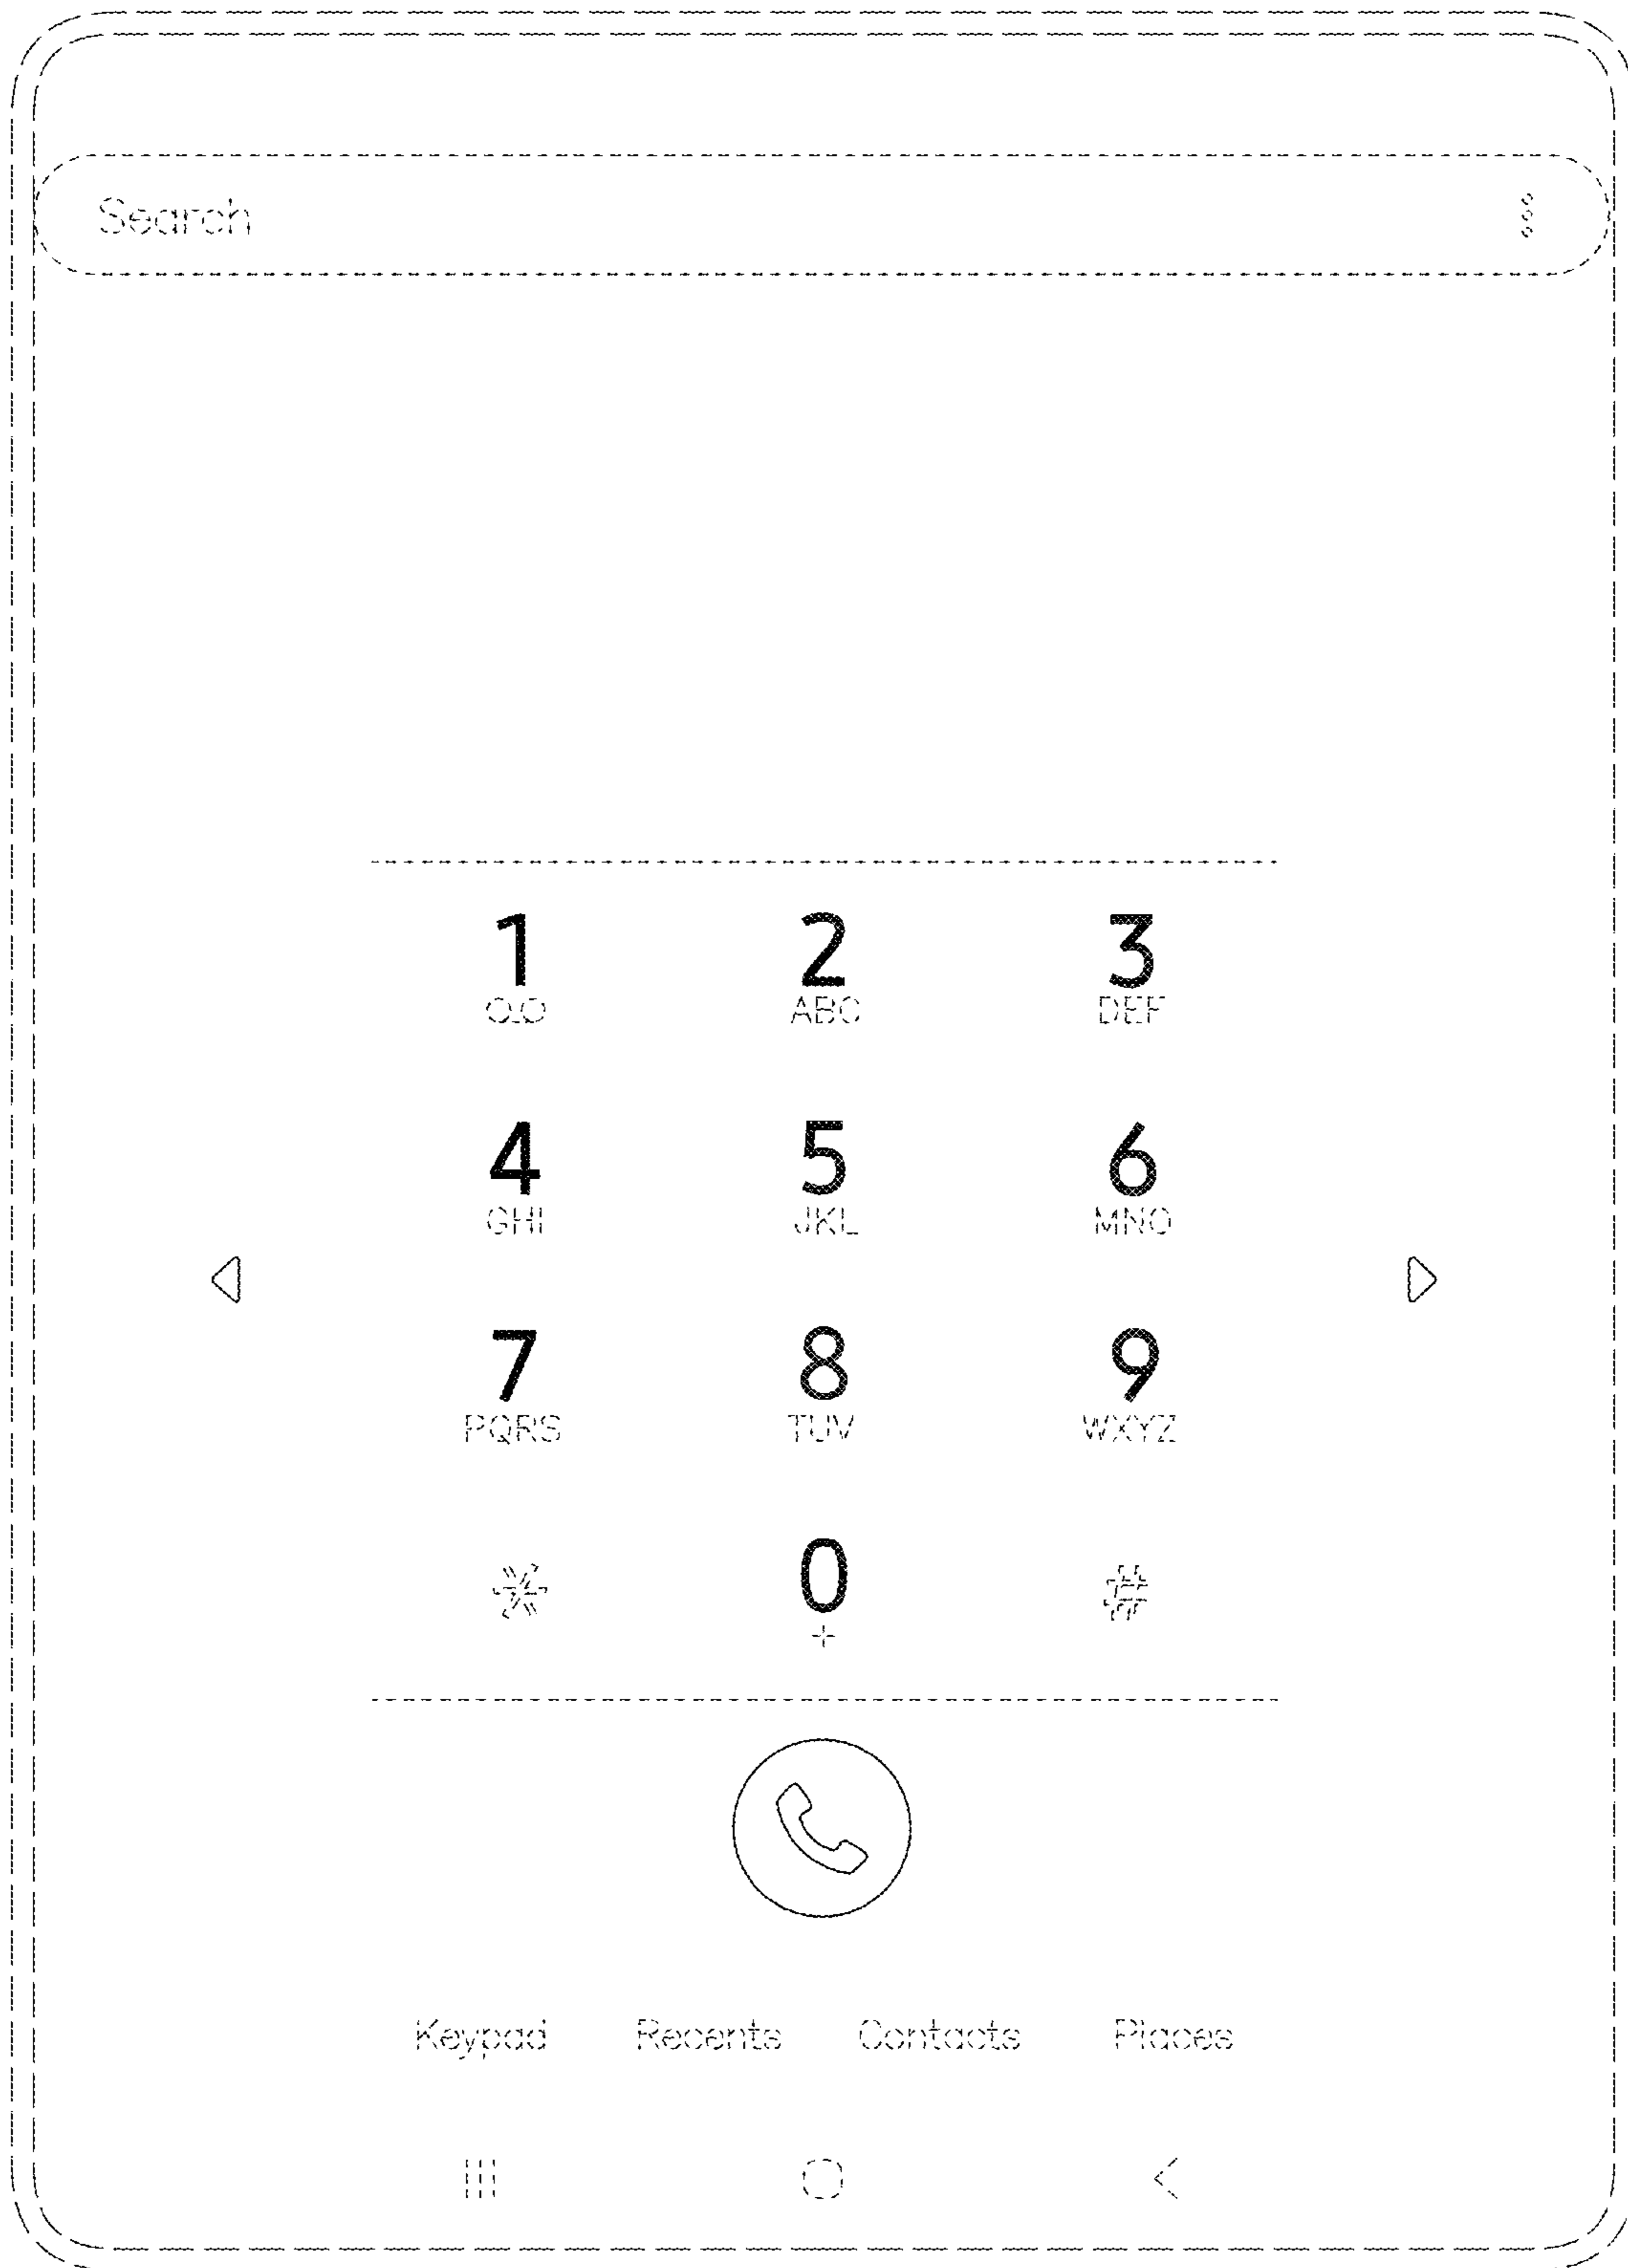 Search
1 2 3
ABC DEF
4 5 6
GHI JKL MNO
7 8 9
PQRS TUV WXYZ
* 0 #
+
Keypad Recents Contacts Places